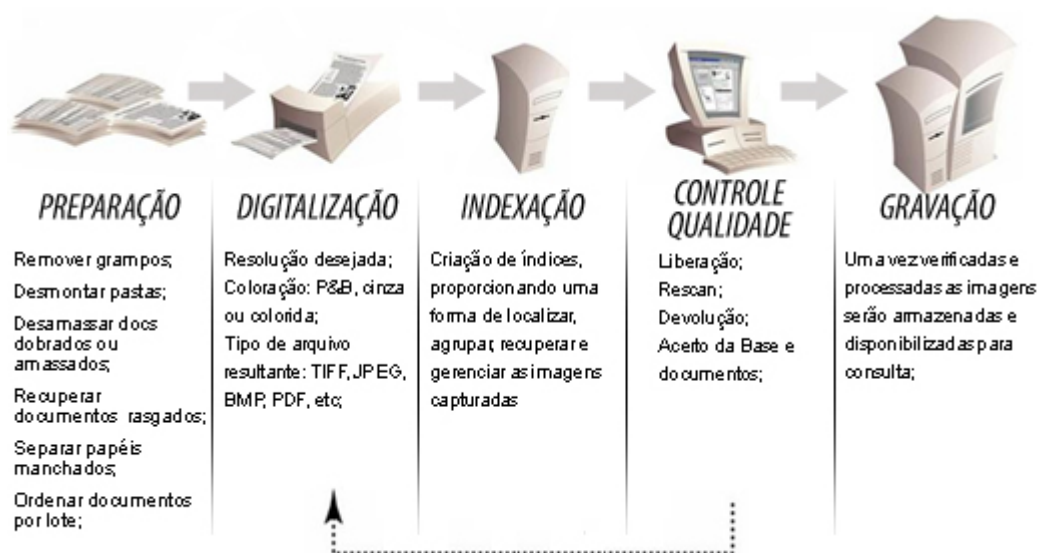 PREPARAÇÃO
Remover grampos;
Desmontar pastas;
Desamassar docs
dobrados ou
amassados;
Recuperar
documentos rasgados;
Separar papéis
manchados;
Ordenar documentos
por lote;
DIGITALIZAÇÃO
Resolução desejada;
Coloração: P&B, cinza
ou colorida;
Tipo de arquivo
resultante: TIFF, JPEG,
BMP, PDF, etc;
INDEXAÇÃO
Criação de índices,
proporcionando uma
forma de localizar,
agrupar, recuperar e
gerenciar as imagens
capturadas
CONTROLE
QUALIDADE
Liberação;
Rescan;
Devolução;
Acerto da Base e
documentos;
GRAVAÇÃO
Uma vez verificadas e
processadas as imagens
serão armazenadas e
disponibilizadas para
consulta;